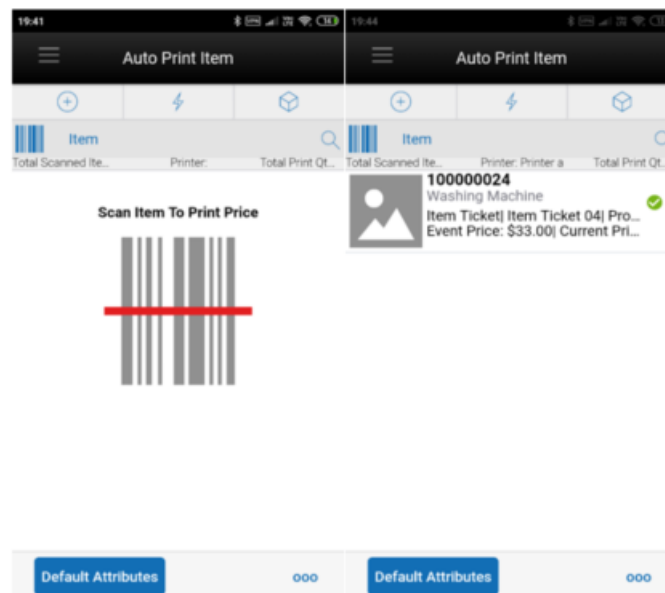 19:41
Auto Print Item
Item
Total Scanned Ite...
Printer:
Total Print Qt...
Scan Item To Print Price
Default Attributes
ooo
19:44
Auto Print Item
Item
Total Scanned Ite...
Printer: Printer a
Total Print Qt...
100000024
Washing Machine
Item Ticket| Item Ticket 04| Pro...
Event Price: $33.00| Current Pri...
Default Attributes
ooo